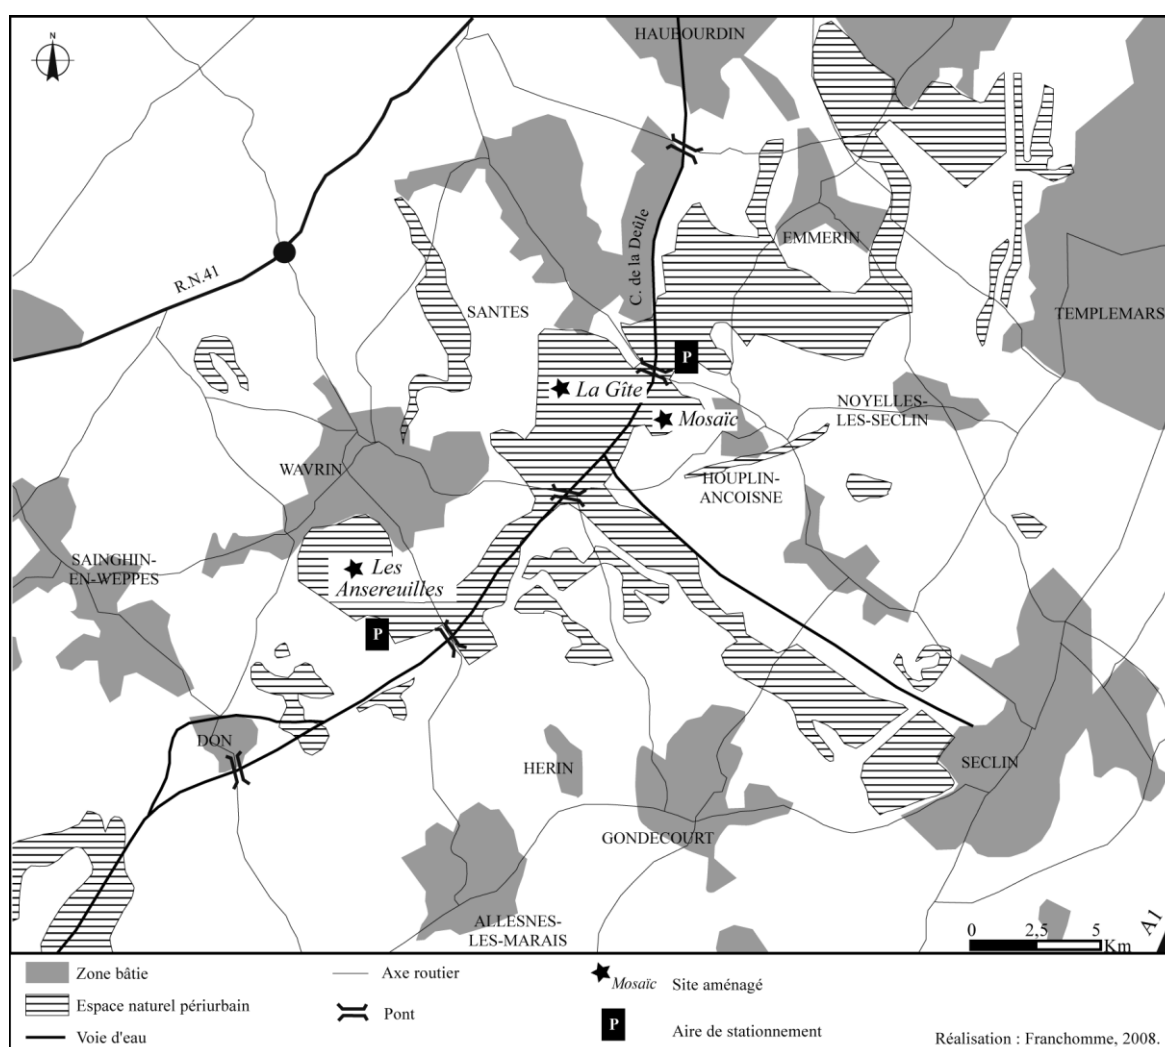 N
HAUBOURDIN
R.N.41
C. de la Deûle
EMMERIN
SANTES
TEMPLEMARS
P
La Gîte
Mosaïc
NOYELLES-
LES-SECLIN
WAVRIN
HOUPLIN-
ANCOISNE
SAINGHIN-
EN-WEPPES
Les
Ansereuilles
P
DON
HERIN
SECLIN
GONDECOURT
ALLESNES-
LES-MARAIS
0 2,5 5
Km
A1
Zone bâtie
Espace naturel périurbain
Voie d'eau
Axe routier
Pont
Mosaïc Site aménagé
P Aire de stationnement
Réalisation : Franchomme, 2008.